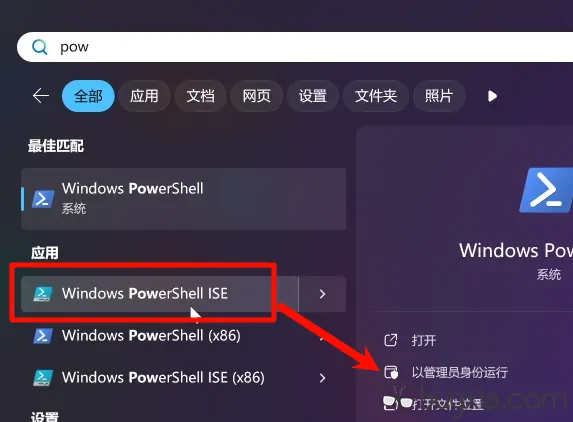 pow
全部 应用 文档 网页 设置 文件夹 照片
最佳匹配
Windows PowerShell
系统
应用
Windows PowerShell ISE
Windows PowerShell (x86)
Windows PowerShell ISE (x86)
设置
Windows Pow
系统
打开
以管理员身份运行
打开文件位置